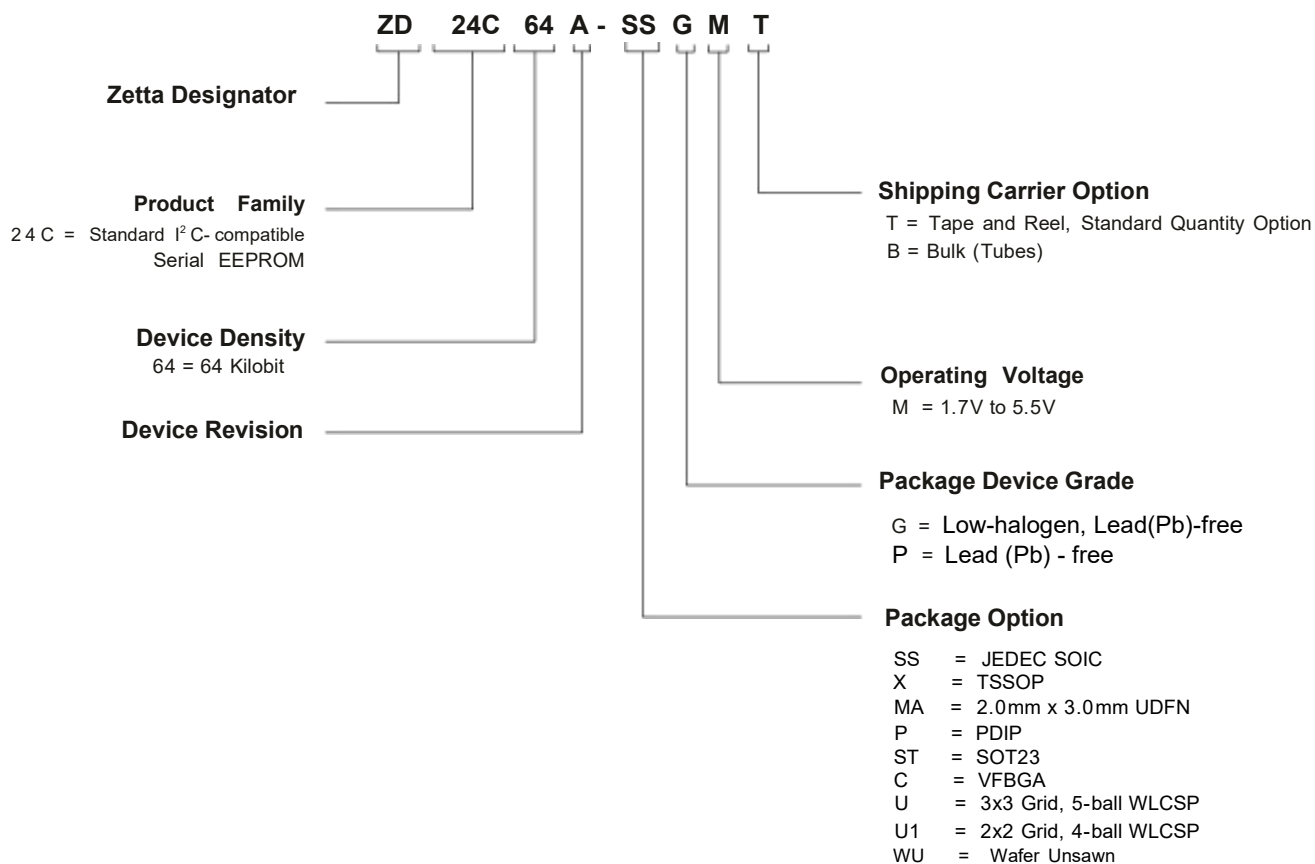 ZD 24C 64 A - SS G M T
Zetta Designator
Product Family
24C = Standard I² C- compatible
Serial EEPROM
Device Density
64 = 64 Kilobit
Device Revision
Shipping Carrier Option
T = Tape and Reel, Standard Quantity Option
B = Bulk (Tubes)
Operating Voltage
M = 1.7V to 5.5V
Package Device Grade
G = Low-halogen, Lead(Pb)-free
P = Lead (Pb) - free
Package Option
SS = JEDEC SOIC
X = TSSOP
MA = 2.0mm x 3.0mm UDFN
P = PDIP
ST = SOT23
C = VFBGA
U = 3x3 Grid, 5-ball WLCSP
U1 = 2x2 Grid, 4-ball WLCSP
WU = Wafer Unsawn